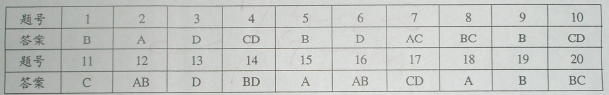 题号 1 2 3 4 5 6 7 8 9 10
答案 B A D CD B D AC BC B CD
题号 11 12 13 14 15 16 17 18 19 20
答案 C AB D BD A AB CD A B BC